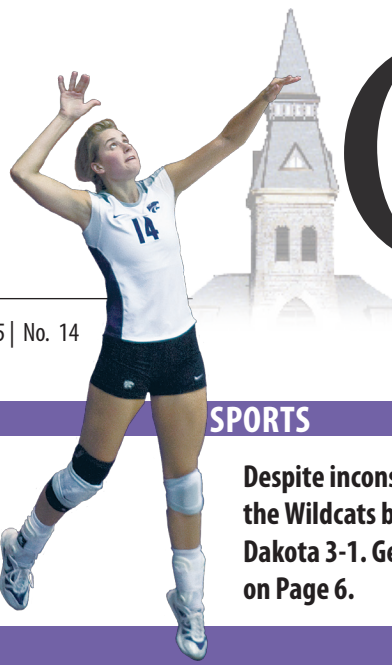 14
5 | No. 14
SPORTS
Despite incons
the Wildcats b
Dakota 3-1. Ge
on Page 6.